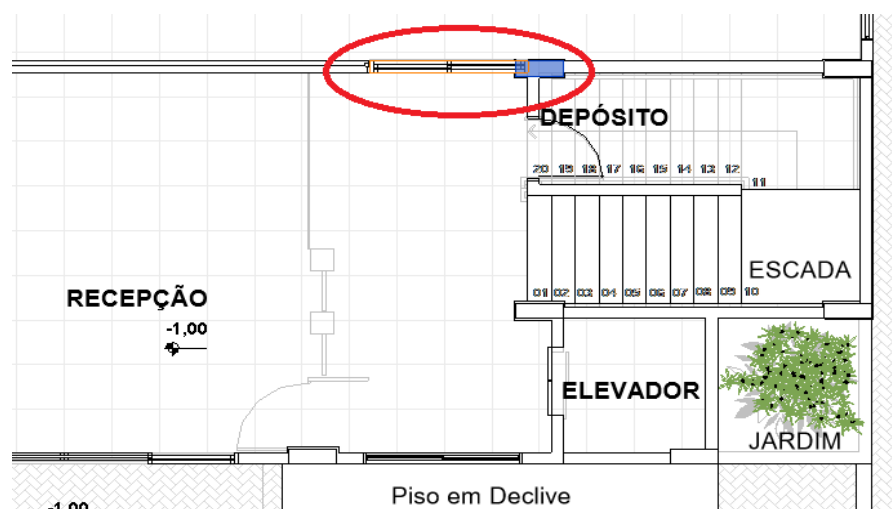 DEPÓSITO
20 19 18 17 16 15 14 13 12
11
ESCADA
01 02 03 04 05 06 07 08 09 10
RECEPÇÃO
-1,00
ELEVADOR
JARDIM
Piso em Declive
-1,00